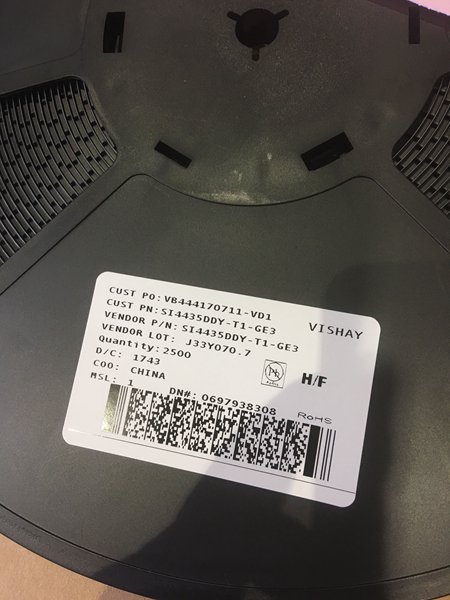 CUST PO: VB444170711-VD1
CUST PN: SI4435DDY-T1-GE3 VISHAY
VENDOR P/N: SI4435DDY-T1-GE3
VENDOR LOT: J33Y070.7
Quantity: 2500
D/C: 1743
COO: CHINA Pb H/F
MSL: 1 DN#: 0697938308 RoHS